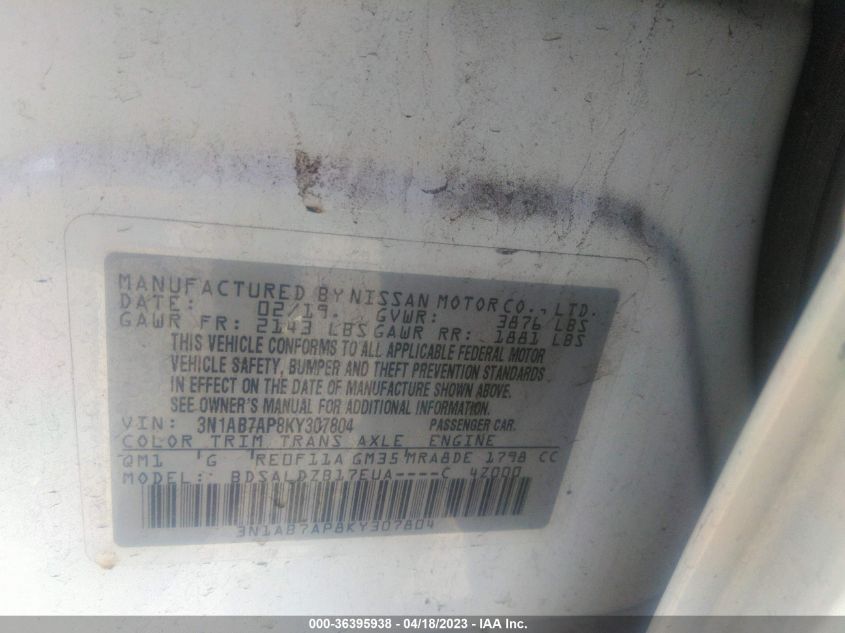 MANUFACTURED BY NISSAN MOTOR CO., LTD.
DATE: 02/19. GVWR: 3876 LBS
GAWR FR: 2143 LBS GAWR RR: 1881 LBS
THIS VEHICLE CONFORMS TO ALL APPLICABLE FEDERAL MOTOR
VEHICLE SAFETY, BUMPER AND THEFT PREVENTION STANDARDS
IN EFFECT ON THE DATE OF MANUFACTURE SHOWN ABOVE.
SEE OWNER'S MANUAL FOR ADDITIONAL INFORMATION.
VIN: 3N1AB7AP8KY307804 PASSENGER CAR.
COLOR TRIM TRANS AXLE ENGINE
QM1 'G RE0F11A GM35 MRA8DE 1798 CC
MODEL: BDSALDZB17EUA----C 4Z000
3N1AB7AP8KY307804
000-36395938 - 04/18/2023 - IAA Inc.